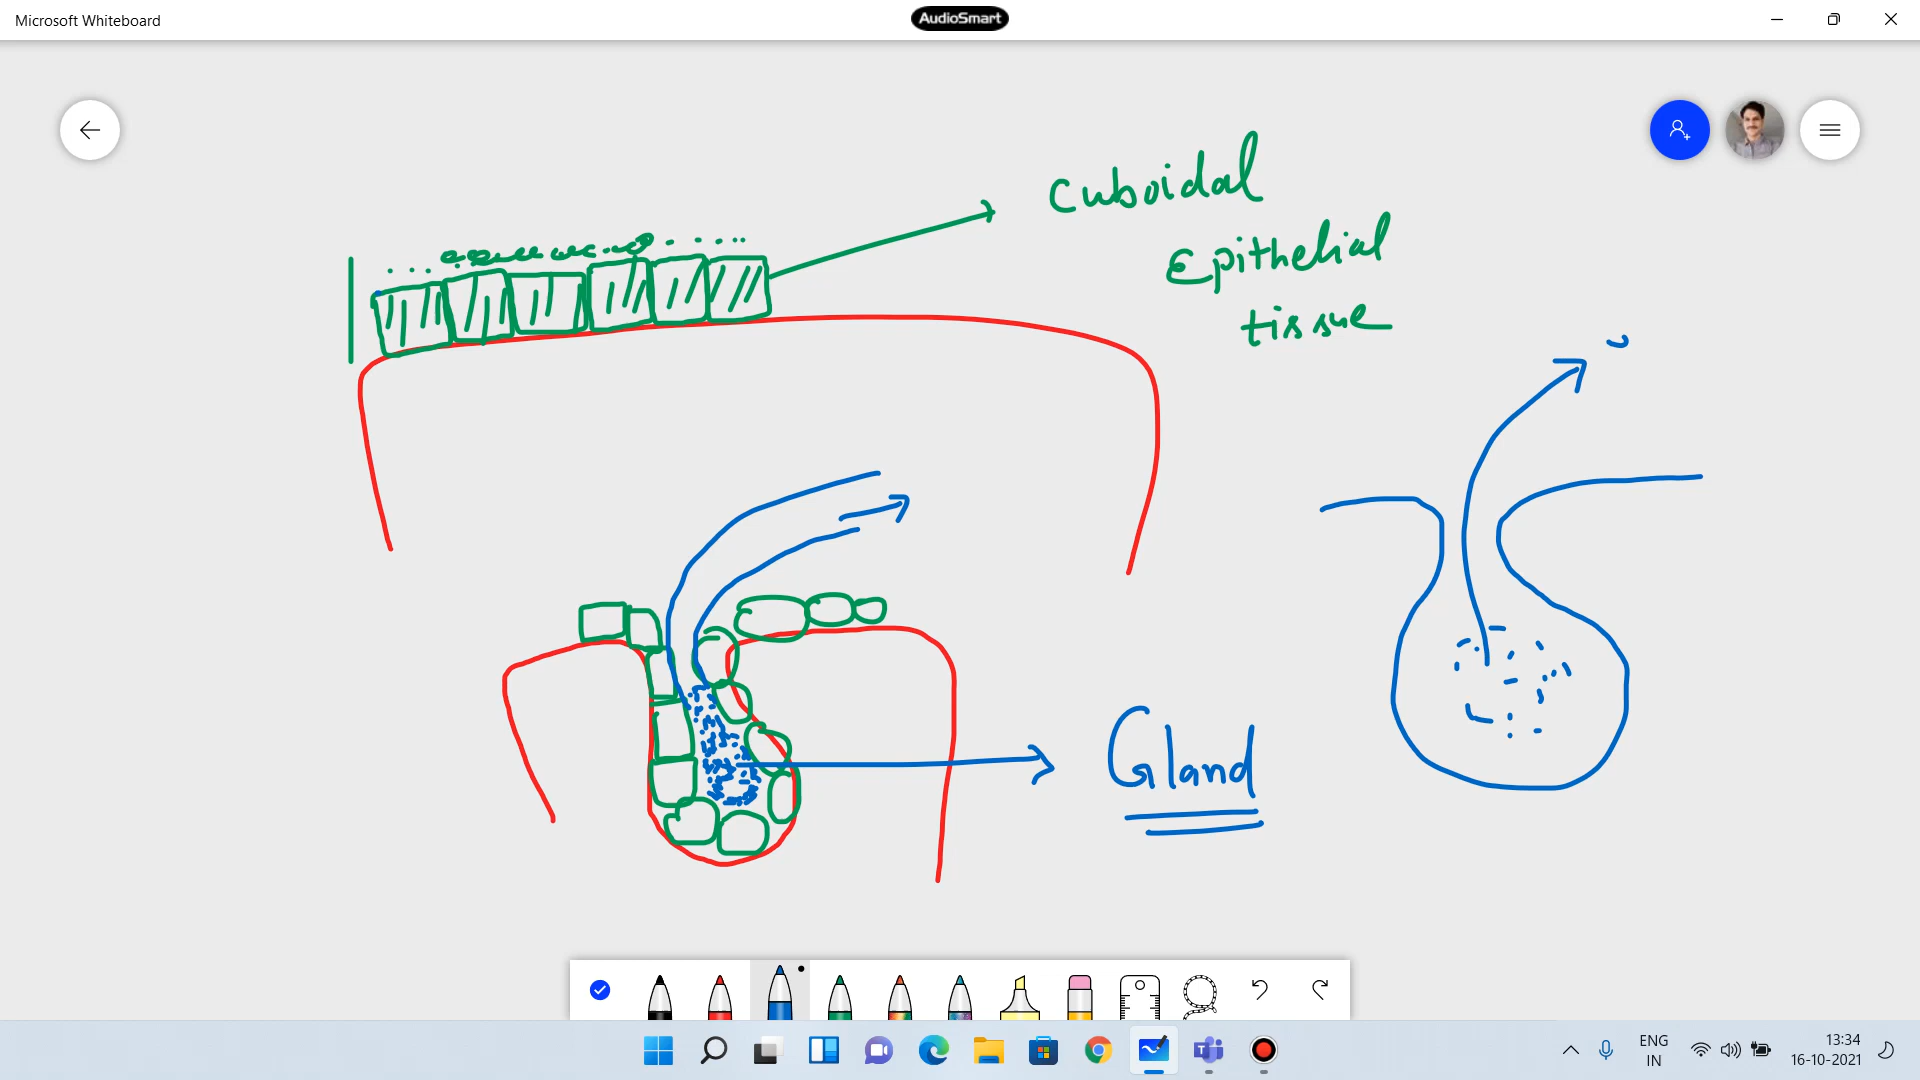 Microsoft Whiteboard
AudioSmart
Cuboidal
Epithelial
tissue
Gland
ENG
IN
13:34
16-10-2021